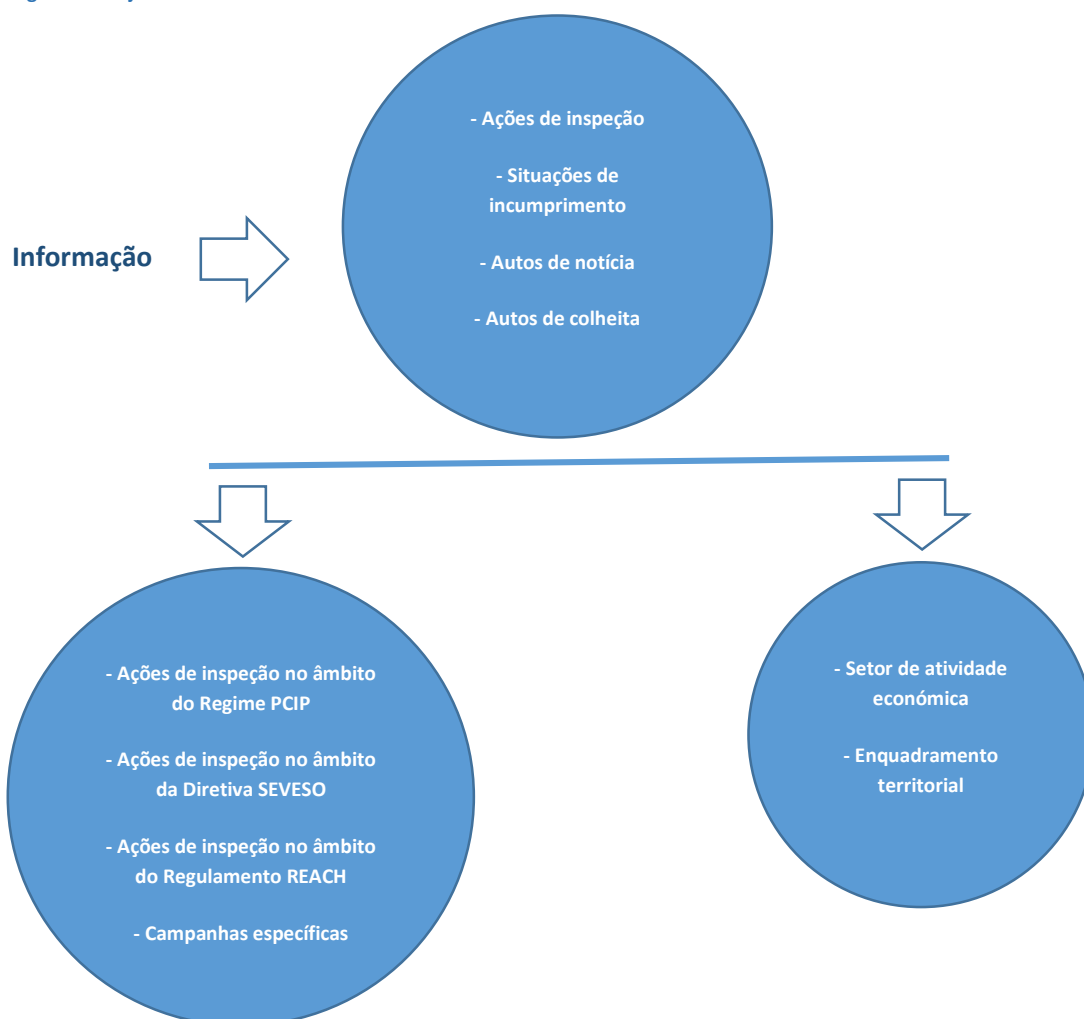 - Ações de inspeção
- Situações de
incumprimento
Informação
- Autos de notícia
- Autos de colheita
- Ações de inspeção no âmbito
do Regime PCIP
- Ações de inspeção no âmbito
da Diretiva SEVESO
- Ações de inspeção no âmbito
do Regulamento REACH
- Campanhas específicas
- Setor de atividade
económica
- Enquadramento
territorial